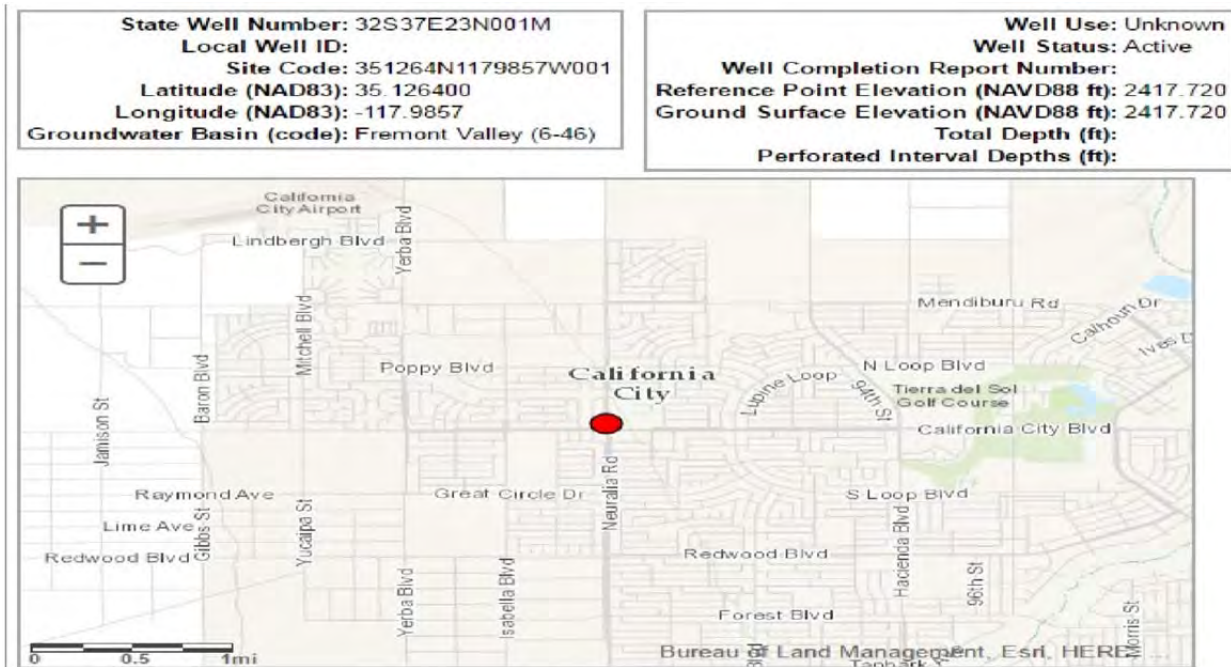 State Well Number: 32S37E23N001M
Local Well ID:
Site Code: 351264N1179857W001
Latitude (NAD83): 35.126400
Longitude (NAD83): -117.9857
Groundwater Basin (code): Fremont Valley (6-46)
Well Use: Unknown
Well Status: Active
Well Completion Report Number:
Reference Point Elevation (NAVD88 ft): 2417.720
Ground Surface Elevation (NAVD88 ft): 2417.720
Total Depth (ft):
Perforated Interval Depths (ft):
+
−
California
City Airport
Lindbergh Blvd
Yerba Blvd
Mendiburu Rd
Calhoun Dr
Ives D
Mitchell Blvd
Baron Blvd
Jamison St
Poppy Blvd
California
City
Lupine Loop
94th St
N Loop Blvd
Tierra del Sol
Golf Course
California City Blvd
Neuralia Rd
Raymond Ave
Great Circle Dr
S Loop Blvd
Lime Ave
Gibbs St
Yucaipa St
Redwood Blvd
Redwood Blvd
Hacienda Blvd
96th St
Yerba Blvd
Isabella Blvd
Forest Blvd
Morris St
0 0.5 1mi
Bureau of Land Management, Esri, HERE, ...